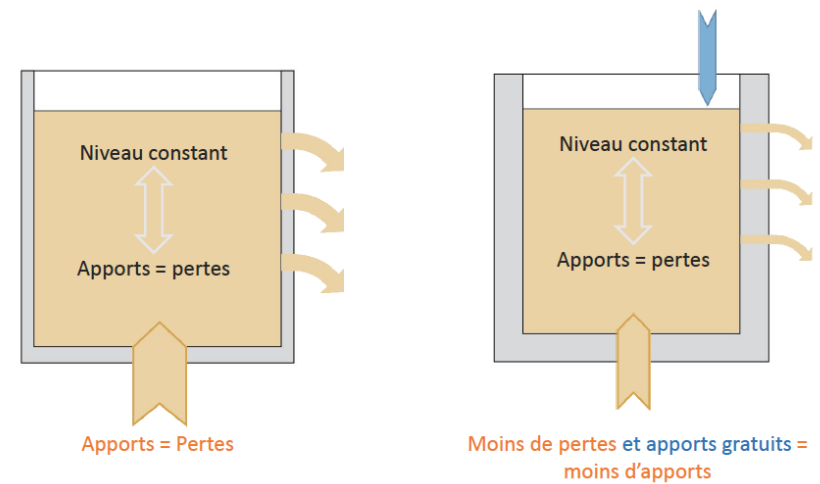 Niveau constant
Apports = pertes
Apports = Pertes
Niveau constant
Apports = pertes
Moins de pertes et apports gratuits =
moins d’apports